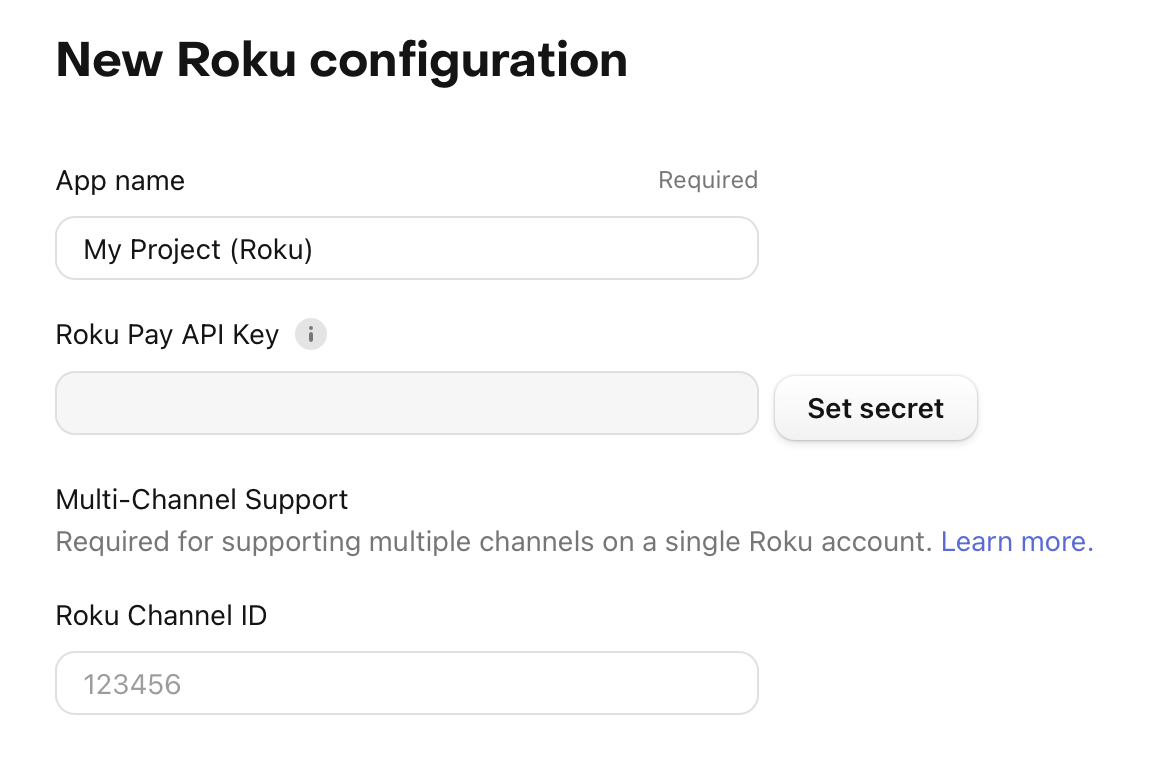 New Roku configuration
App name
Required
My Project (Roku)
Roku Pay API Key
Set secret
Multi-Channel Support
Required for supporting multiple channels on a single Roku account. Learn more.
Roku Channel ID
123456